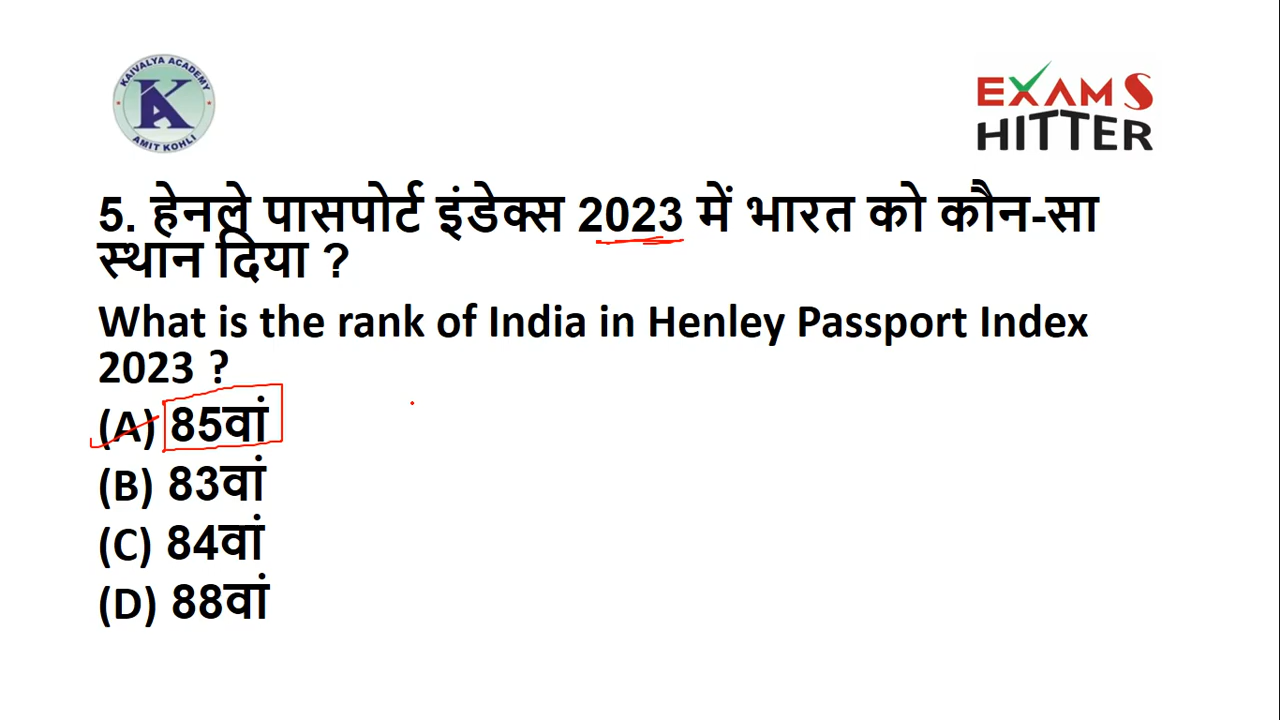 KAIVALYA ACADEMY
KA
AMIT KOHLI
EXAMS
HITTER
5. हेनले पासपोर्ट इंडेक्स 2023 में भारत को कौन-सा
स्थान दिया ?
What is the rank of India in Henley Passport Index
2023 ?
(A) 85वां
(B) 83वां
(C) 84वां
(D) 88वां